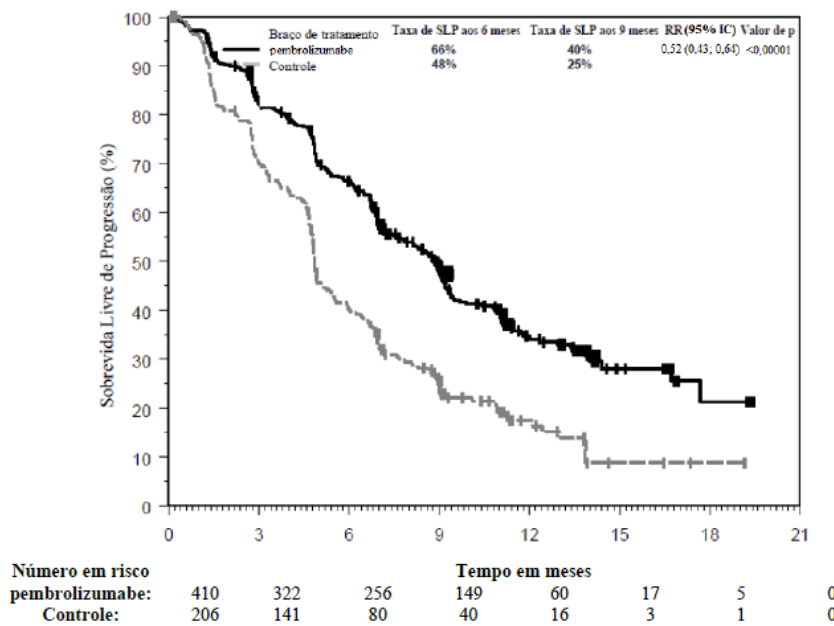 Braço de tratamento Taxa de SLP aos 6 meses Taxa de SLP aos 9 meses RR (95% IC) Valor de p
pembrolizumabe 66% 40% 0,52 (0,43; 0,64) <0,00001
Controle 48% 25%
Sobrevida Livre de Progressão (%)
100
90
80
70
60
50
40
30
20
10
0
0 3 6 9 12 15 18 21
Número em risco Tempo em meses
pembrolizumabe: 410 322 256 149 60 17 5 0
Controle: 206 141 80 40 16 3 1 0